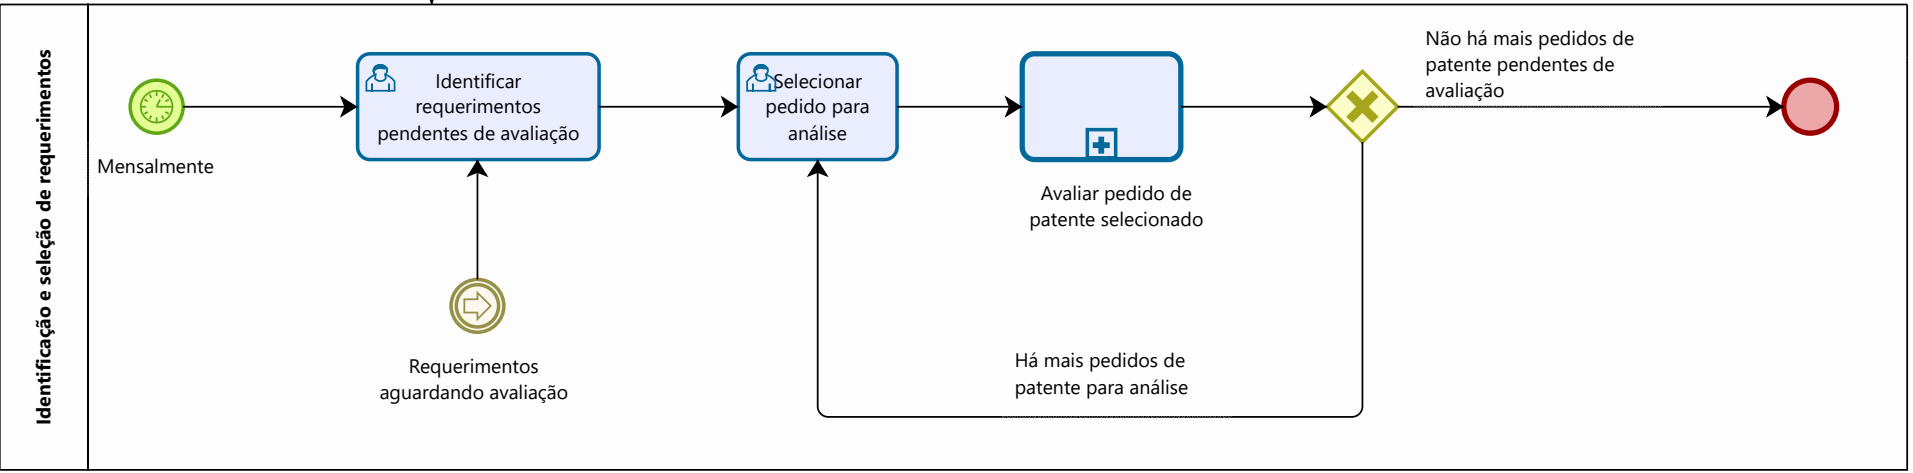 Identificação e seleção de requerimentos
Mensalmente
Identificar
requerimentos
pendentes de avaliação
Requerimentos
aguardando avaliação
Selecionar
pedido para
análise
Avaliar pedido de
patente selecionado
Não há mais pedidos de
patente pendentes de
avaliação
Há mais pedidos de
patente para análise